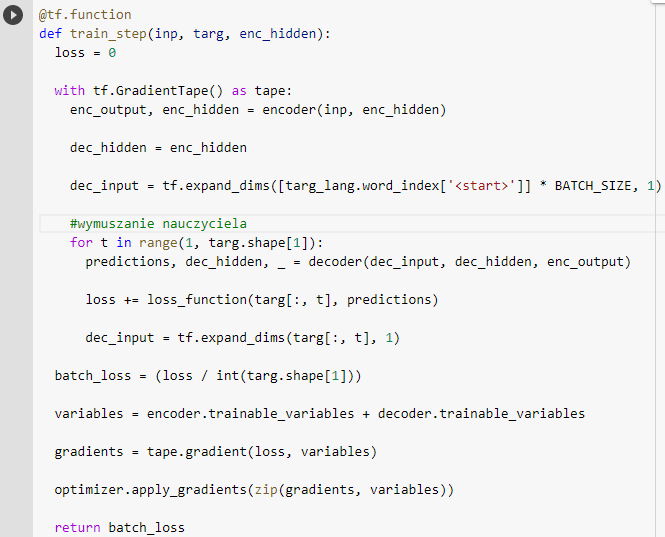 @tf.function
def train_step(inp, targ, enc_hidden):
  loss = 0
  with tf.GradientTape() as tape:
    enc_output, enc_hidden = encoder(inp, enc_hidden)
    dec_hidden = enc_hidden
    dec_input = tf.expand_dims([targ_lang.word_index['<start>']] * BATCH_SIZE, 1)
    #wymuszanie nauczyciela
    for t in range(1, targ.shape[1]):
      predictions, dec_hidden, _ = decoder(dec_input, dec_hidden, enc_output)
      loss += loss_function(targ[:, t], predictions)
      dec_input = tf.expand_dims(targ[:, t], 1)
  batch_loss = (loss / int(targ.shape[1]))
  variables = encoder.trainable_variables + decoder.trainable_variables
  gradients = tape.gradient(loss, variables)
  optimizer.apply_gradients(zip(gradients, variables))
  return batch_loss